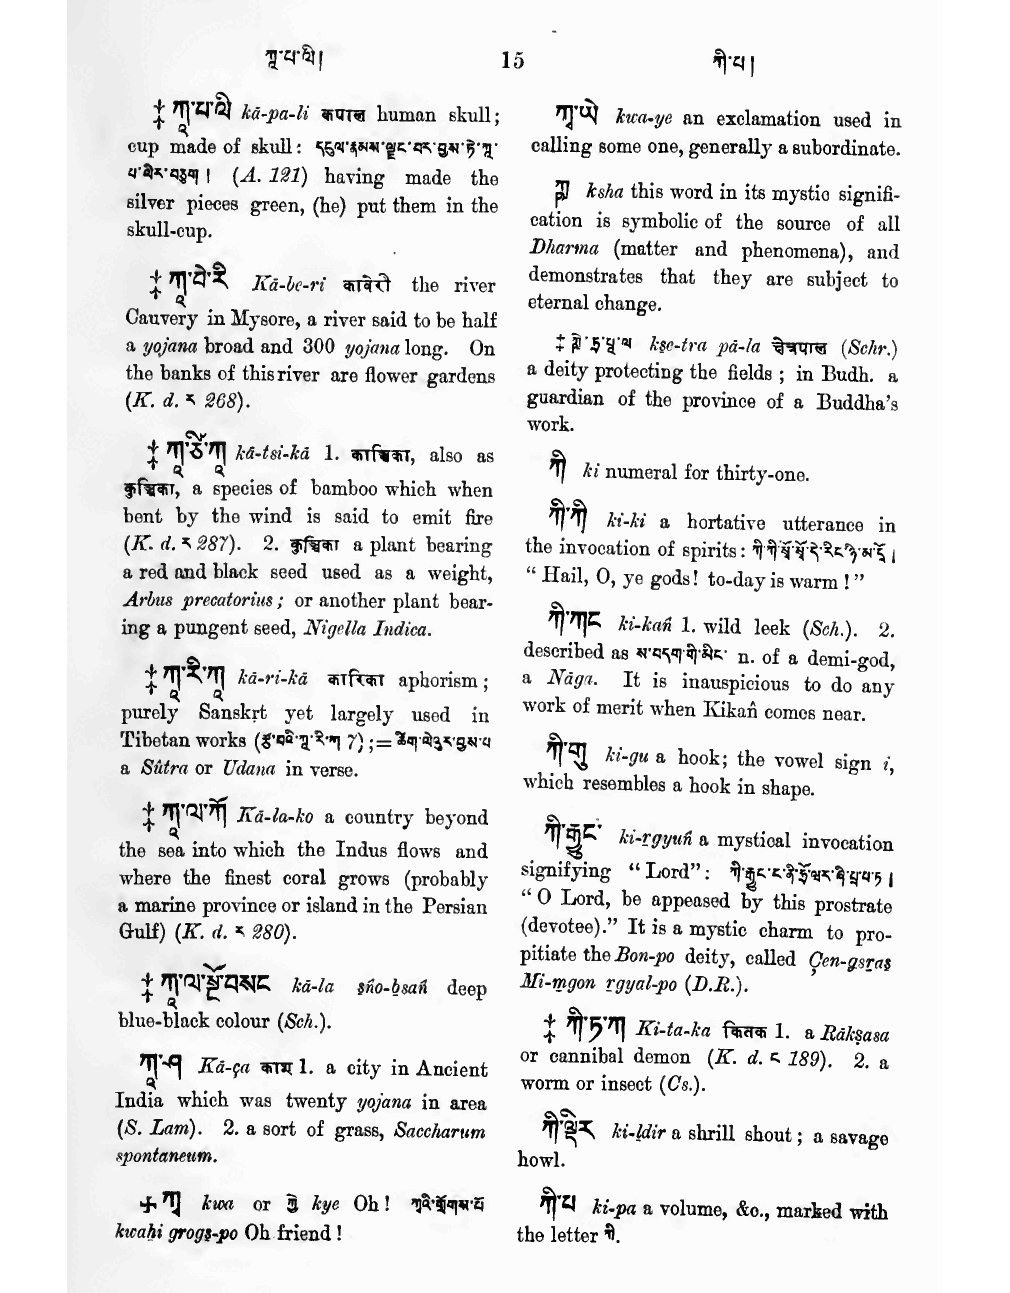 ཀཱ་པ་ལི། 15 ཀི་པ།
‡ ཀཱ་པ་ལི kā-pa-li कपाल human skull;
cup made of skull: དངུལ་རྣམས་ལྗང་བར་བྱས་ཏེ་ཀཱ་
པ་ལིར་བཅུག། (A. 121) having made the
silver pieces green, (he) put them in the
skull-cup.
‡ ཀཱ་བེ་རི Kā-be-ri काबेरी the river
Cauvery in Mysore, a river said to be half
a yojana broad and 300 yojana long. On
the banks of this river are flower gardens
(K. d. ར 268).
‡ ཀཱ་ཙི་ཀཱ kā-tsi-kā 1. काञ्चिका, also as
कुञ्चिका, a species of bamboo which when
bent by the wind is said to emit fire
(K. d. ར 287). 2. कुञ्चिका a plant bearing
a red and black seed used as a weight,
Arbus precatorius; or another plant bear-
ing a pungent seed, Nigella Indica.
‡ ཀཱ་རི་ཀཱ kā-ri-kā कारिका aphorism;
purely Sanskṛt yet largely used in
Tibetan works (རྩ་བའི་ཀཱ་རི་ཀ 7);= ཚིག་ལེའུར་བྱས་པ
a Sûtra or Udana in verse.
‡ ཀཱ་ལ་ཀོ Kā-la-ko a country beyond
the sea into which the Indus flows and
where the finest coral grows (probably
a marine province or island in the Persian
Gulf) (K. d. ར 280).
‡ ཀཱ་ལ་སྔོ་བསང kā-la s̤ño-b̤sañ deep
blue-black colour (Sch.).
ཀཱ་ཤ Kā-ça काश 1. a city in Ancient
India which was twenty yojana in area
(S. Lam). 2. a sort of grass, Saccharum
spontaneum.
+ ཀྭ kwa or ཀྱེ kye Oh! ཀྭའི་གྲོགས་པོ
kwaḥi grogs̤-po Oh friend!
ཀྭ་ཡེ kwa-ye an exclamation used in
calling some one, generally a subordinate.
ཀྵ ksha this word in its mystic signifi-
cation is symbolic of the source of all
Dharma (matter and phenomena), and
demonstrates that they are subject to
eternal change.
‡ ཀྵེ་ཏྲ་པཱ་ལ kṣe-tra pā-la चेत्रपाल (Schr.)
a deity protecting the fields; in Budh. a
guardian of the province of a Buddha's
work.
ཀི ki numeral for thirty-one.
ཀི་ཀི ki-ki a hortative utterance in
the invocation of spirits: ཀི་ཀི་སྭོ་སྭོ་དེ་རིང་ཉི་མ་དྲོ།
“Hail, O, ye gods! to-day is warm!”
ཀི་ཀང ki-kañ 1. wild leek (Sch.). 2.
described as ས་བདག་གི་མིང་ n. of a demi-god,
a Nāga. It is inauspicious to do any
work of merit when Kikañ comes near.
ཀི་གུ ki-gu a hook; the vowel sign i,
which resembles a hook in shape.
ཀི་རྒྱུང་ ki-r̤gyuñ a mystical invocation
signifying “Lord”:
“O Lord, be appeased by this prostrate
(devotee).” It is a mystic charm to pro-
pitiate the Bon-po deity, called Çen-gs̤ras̤
Mi-m̤gon r̤gyal-po (D.R.).
‡ ཀི་ཏ་ཀ Ki-ta-ka कितक 1. a Rākṣasa
or cannibal demon (K. d. ང 189). 2. a
worm or insect (Cs.).
ཀི་ལྡིར ki-l̤dir a shrill shout; a savage
howl.
ཀི་པ ki-pa a volume, &c., marked with
the letter ཀི.